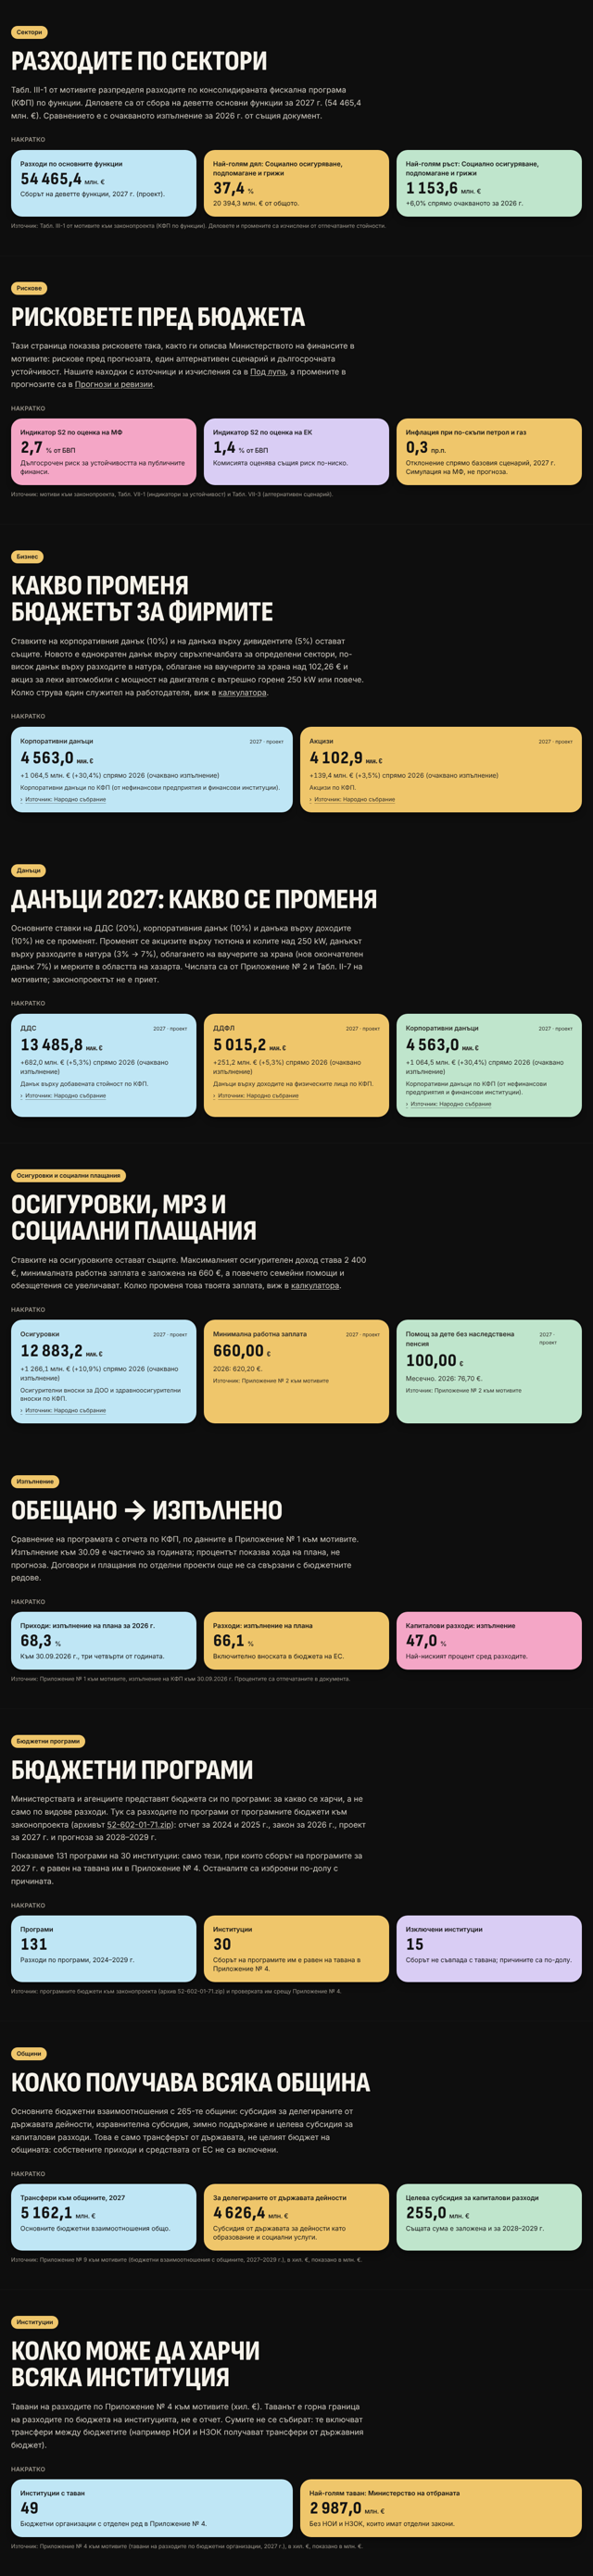 Сектори
РАЗХОДИТЕ ПО СЕКТОРИ
Табл. III-1 от мотивите разпределя разходите по консолидираната фискална програма
(КФП) по функции. Дяловете са от сбора на деветте основни функции за 2027 г. (54 465,4
млн. €). Сравнението е с очакваното изпълнение за 2026 г. от същия документ.
НАКРАТКО
Разходи по основните функции
54 465,4 млн. €
Сборът на деветте функции, 2027 г. (проект).
Най-голям дял: Социално осигуряване,
подпомагане и грижи
37,4 %
20 394,3 млн. € от общото.
Най-голям ръст: Социално осигуряване,
подпомагане и грижи
1 153,6 млн. €
+6,0% спрямо очакваното за 2026 г.
Източник: Табл. III-1 от мотивите към законопроекта (КФП по функции). Дяловете и промените са изчислени от отпечатаните стойности.
Рискове
РИСКОВЕТЕ ПРЕД БЮДЖЕТА
Тази страница показва рисковете така, както ги описва Министерството на финансите в
мотивите: рискове пред прогнозата, един алтернативен сценарий и дългосрочната
устойчивост. Нашите находки с източници и изчисления са в Под лупа, а промените в
прогнозите са в Прогнози и ревизии.
НАКРАТКО
Индикатор S2 по оценка на МФ
2,7 % от БВП
Дългосрочен риск за устойчивостта на публичните
финанси.
Индикатор S2 по оценка на ЕК
1,4 % от БВП
Комисията оценява същия риск по-ниско.
Инфлация при по-скъпи петрол и газ
0,3 пр.п.
Отклонение спрямо базовия сценарий, 2027 г.
Симулация на МФ, не прогноза.
Източник: мотиви към законопроекта, Табл. VII-1 (индикатори за устойчивост) и Табл. VII-3 (алтернативен сценарий).
Бизнес
КАКВО ПРОМЕНЯ
БЮДЖЕТЪТ ЗА ФИРМИТЕ
Ставките на корпоративния данък (10%) и на данъка върху дивидентите (5%) остават
същите. Новото е еднократен данък върху свръхпечалбата за определени сектори, по-
висок данък върху разходите в натура, облагане на ваучерите за храна над 102,26 € и
акциз за леки автомобили с мощност на двигателя с вътрешно горене 250 kW или повече.
Колко струва един служител на работодателя, виж в калкулатора.
НАКРАТКО
Корпоративни данъци 2027 · проект
4 563,0 млн. €
+1 064,5 млн. € (+30,4%) спрямо 2026 (очаквано изпълнение)
Корпоративни данъци по КФП (от нефинансови предприятия и финансови институции).
› Източник: Народно събрание
Акцизи 2027 · проект
4 102,9 млн. €
+139,4 млн. € (+3,5%) спрямо 2026 (очаквано изпълнение)
Акцизи по КФП.
› Източник: Народно събрание
Данъци
ДАНЪЦИ 2027: КАКВО СЕ ПРОМЕНЯ
Основните ставки на ДДС (20%), корпоративния данък (10%) и данъка върху доходите
(10%) не се променят. Променят се акцизите върху тютюна и колите над 250 kW, данъкът
върху разходите в натура (3% → 7%), облагането на ваучерите за храна (нов окончателен
данък 7%) и мерките в областта на хазарта. Числата са от Приложение № 2 и Табл. II-7 на
мотивите; законопроектът не е приет.
НАКРАТКО
ДДС 2027 · проект
13 485,8 млн. €
+682,0 млн. € (+5,3%) спрямо 2026 (очаквано
изпълнение)
Данък върху добавената стойност по КФП.
› Източник: Народно събрание
ДДФЛ 2027 · проект
5 015,2 млн. €
+251,2 млн. € (+5,3%) спрямо 2026 (очаквано
изпълнение)
Данъци върху доходите на физическите лица по КФП.
› Източник: Народно събрание
Корпоративни данъци 2027 · проект
4 563,0 млн. €
+1 064,5 млн. € (+30,4%) спрямо 2026 (очаквано
изпълнение)
Корпоративни данъци по КФП (от нефинансови
предприятия и финансови институции).
› Източник: Народно събрание
Осигуровки и социални плащания
ОСИГУРОВКИ, МРЗ И
СОЦИАЛНИ ПЛАЩАНИЯ
Ставките на осигуровките остават същите. Максималният осигурителен доход става 2 400
€, минималната работна заплата е заложена на 660 €, а повечето семейни помощи и
обезщетения се увеличават. Колко променя това твоята заплата, виж в калкулатора.
НАКРАТКО
Осигуровки 2027 · проект
12 883,2 млн. €
+1 266,1 млн. € (+10,9%) спрямо 2026 (очаквано
изпълнение)
Осигурителни вноски за ДОО и здравноосигурителни
вноски по КФП.
› Източник: Народно събрание
Минимална работна заплата 2027 · проект
660,00 €
2026: 620,20 €.
Източник: Приложение № 2 към мотивите
Помощ за дете без наследствена 2027 ·
пенсия проект
100,00 €
Месечно. 2026: 76,70 €.
Източник: Приложение № 2 към мотивите
Изпълнение
ОБЕЩАНО → ИЗПЪЛНЕНО
Сравнение на програмата с отчета по КФП, по данните в Приложение № 1 към мотивите.
Изпълнение към 30.09 е частично за година; процентът показва хода на плана, не
прогноза. Договори и плащания по отделни проекти още не са свързани с бюджетните
редове.
НАКРАТКО
Приходи: изпълнение на плана за 2026 г.
68,3 %
Към 30.09.2026 г., три четвърти от годината.
Разходи: изпълнение на плана
66,1 %
Включително вноската в бюджета на ЕС.
Капиталови разходи: изпълнение
47,0 %
Най-ниският процент сред разходите.
Източник: Приложение № 1 към мотивите, изпълнение на КФП към 30.09.2026 г. Процентите са отпечатаните в документа.
Бюджетни програми
БЮДЖЕТНИ ПРОГРАМИ
Министерствата и агенциите представят бюджета си по програми: за какво се харчи, а не
само по видове разходи. Тук са разходите по програми от програмните бюджети към
законопроекта (архивът 52-602-01-71.zip): отчет за 2024 и 2025 г., закон за 2026 г., проект
за 2027 г. и прогноза за 2028–2029 г.
Показваме 131 програми на 30 институции: само тези, при които сборът на програмите за
2027 г. е равен на тавана им в Приложение № 4. Останалите са изброени по-долу с
причината.
НАКРАТКО
Програми
131
Разходи по програми, 2024–2029 г.
Институции
30
Сборът на програмите им е равен на тавана в
Приложение № 4.
Изключени институции
15
Сборът не съвпада с тавана; причините са по-долу.
Източник: програмните бюджети към законопроекта (архив 52-602-01-71.zip) и проверката им срещу Приложение № 4.
Общини
КОЛКО ПОЛУЧАВА ВСЯКА ОБЩИНА
Основните бюджетни взаимоотношения с 265-те общини: субсидия за делегираните от
държавата дейности, изравнителна субсидия, зимно поддържане и целева субсидия за
капиталови разходи. Това е само трансферът от държавата, не целият бюджет на
общината: собствените приходи и средствата от ЕС не са включени.
НАКРАТКО
Трансфери към общините, 2027
5 162,1 млн. €
Основните бюджетни взаимоотношения общо.
За делегираните от държавата дейности
4 626,4 млн. €
Субсидия от държавата за дейности като
образование и социални услуги.
Целева субсидия за капиталови разходи
255,0 млн. €
Същата сума е заложена и за 2028–2029 г.
Източник: Приложение № 9 към мотивите (бюджетни взаимоотношения с общините, 2027–2029 г.), в хил. €, показано в млн. €.
Институции
КОЛКО МОЖЕ ДА ХАРЧИ
ВСЯКА ИНСТИТУЦИЯ
Тавани на разходите по Приложение № 4 към мотивите (хил. €). Таванът е горна граница
на разходите по бюджета на институцията, не е отчет. Сумите не се събират: те включват
трансфери между бюджетите (например НОИ и НЗОК получават трансфери от държавния
бюджет).
НАКРАТКО
Институции с таван
49
Бюджетни организации с отделен ред в Приложение № 4.
Най-голям таван: Министерство на отбраната
2 987,0 млн. €
Без НОИ и НЗОК, които имат отделни закони.
Източник: Приложение № 4 към мотивите (тавани на разходите по бюджетни организации, 2027 г.), в хил. €, показано в млн. €.